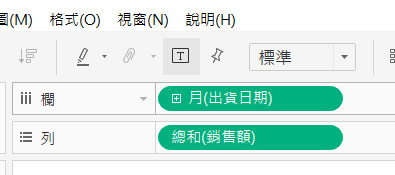 圖(M) 格式(O) 視窗(N) 說明(H)
T 標準
欄 月(出貨日期)
列 總和(銷售額)